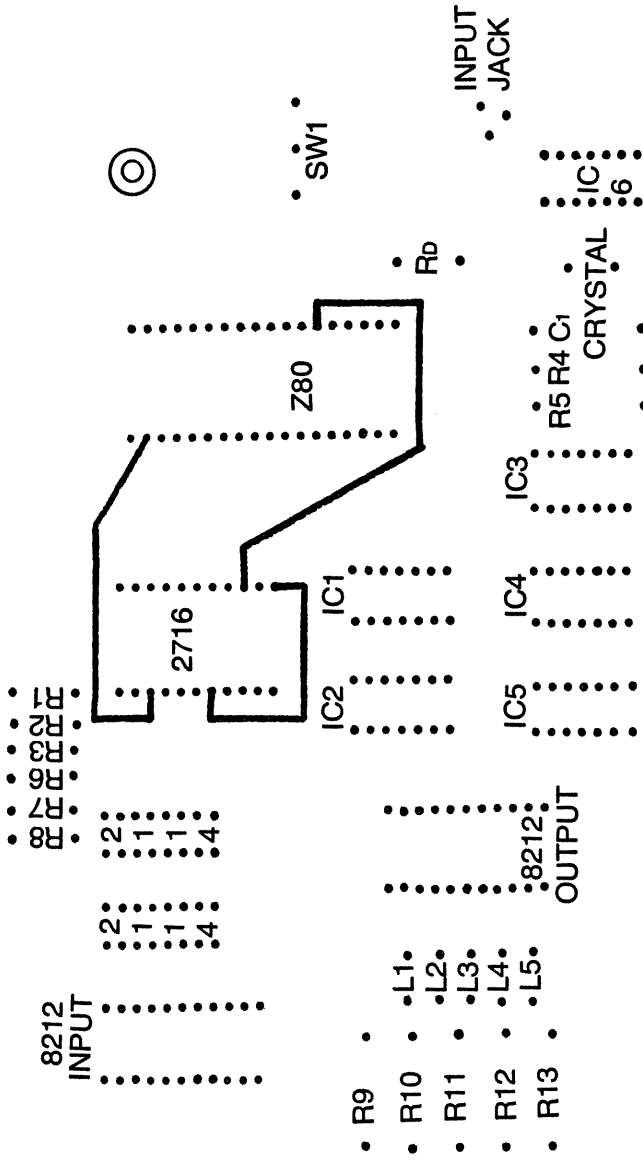 INPUT
JACK
SW1
IC
6
RD
CRYSTAL
R5 R4 C1
Z80
IC3
IC1
IC4
2716
IC2
IC5
R1
R2
R3
R6
R7
R8
2
1
1
4
2
1
1
4
8212
OUTPUT
8212
INPUT
L1
L2
L3
L4
L5
R9
R10
R11
R12
R13